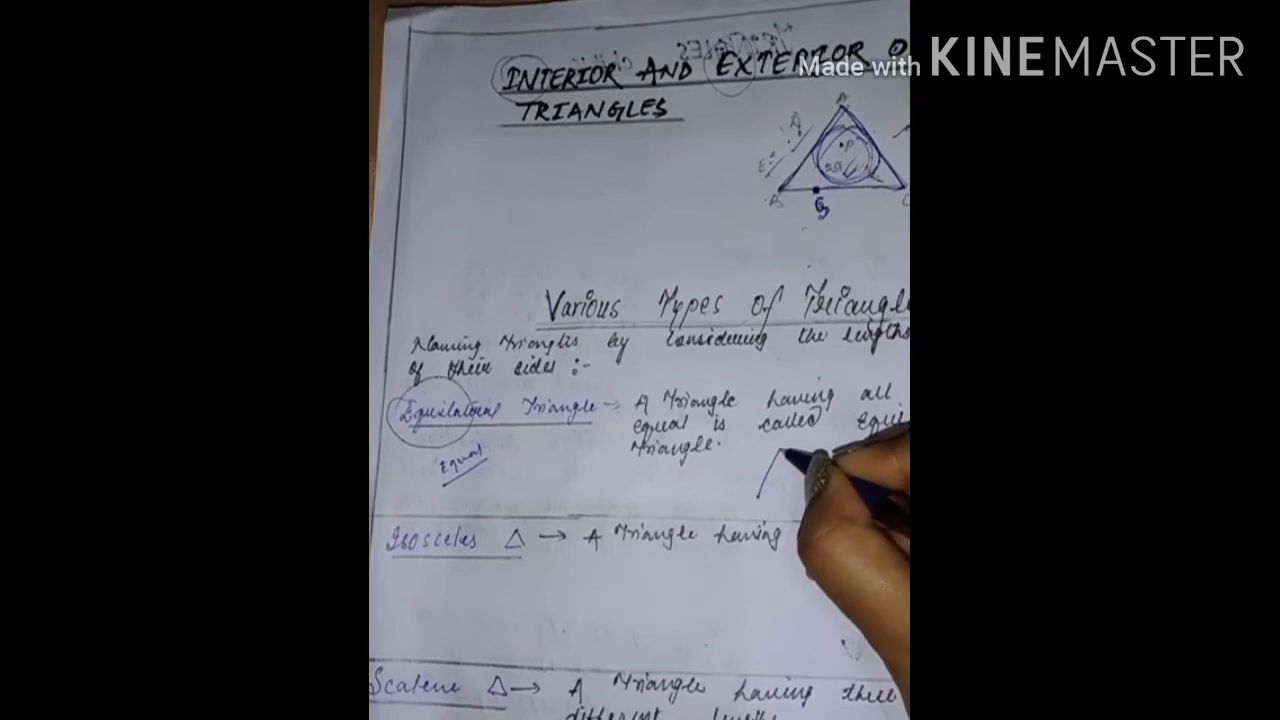 INTERIOR AND EXTERIOR O
TRIANGLES
Made with KINEMASTER
A
P
E
B
C
Various Types of Triangle
Naming Triangles by considering the lengths
of their sides :-
Equilateral Triangle → A Triangle having all
equal is called Equi
Triangle.
Equal
Isosceles △ → A Triangle having
Scalene △ → A Triangle having three
different lengths